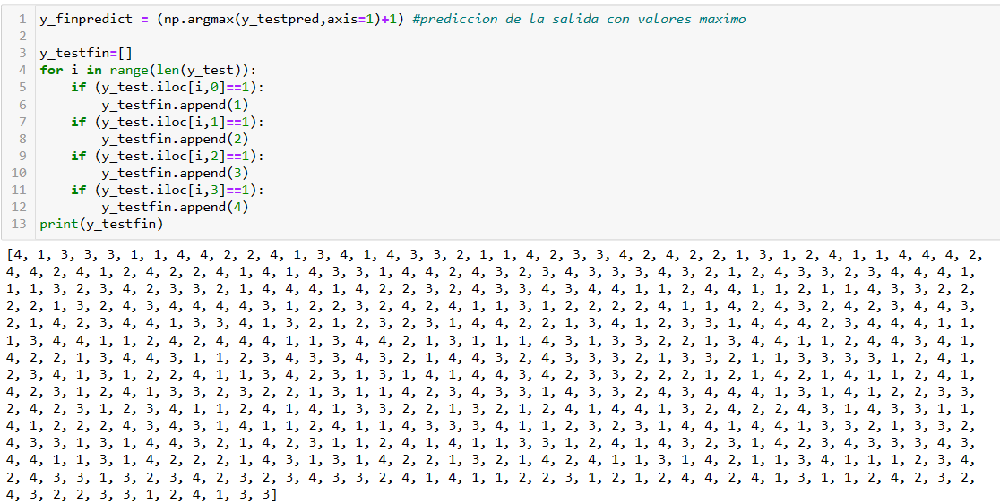 1 y_finpredict = (np.argmax(y_testpred,axis=1)+1) #prediccion de la salida con valores maximo
2
3 y_testfin=[]
4 for i in range(len(y_test)):
5     if (y_test.iloc[i,0]==1):
6         y_testfin.append(1)
7     if (y_test.iloc[i,1]==1):
8         y_testfin.append(2)
9     if (y_test.iloc[i,2]==1):
10         y_testfin.append(3)
11     if (y_test.iloc[i,3]==1):
12         y_testfin.append(4)
13 print(y_testfin)
[4, 1, 3, 3, 3, 1, 1, 4, 4, 2, 2, 4, 1, 3, 4, 1, 4, 3, 3, 2, 1, 1, 4, 2, 3, 4, 2, 4, 2, 2, 1, 3, 1, 2, 4, 1, 1, 4, 4, 4, 2,
4, 4, 2, 4, 1, 2, 4, 2, 2, 4, 1, 4, 1, 4, 3, 3, 1, 4, 4, 2, 4, 3, 2, 3, 4, 3, 3, 3, 4, 3, 2, 1, 2, 4, 3, 3, 2, 3, 4, 4, 4, 1,
1, 1, 3, 2, 3, 4, 2, 3, 3, 2, 1, 4, 4, 4, 1, 4, 2, 2, 3, 2, 4, 3, 3, 4, 3, 4, 4, 1, 1, 2, 4, 4, 1, 1, 2, 1, 1, 4, 3, 3, 2, 2,
2, 2, 1, 3, 2, 4, 3, 4, 4, 4, 4, 3, 1, 2, 2, 3, 2, 4, 2, 4, 1, 1, 3, 1, 2, 2, 2, 2, 4, 1, 1, 4, 2, 4, 3, 2, 4, 2, 3, 4, 4, 3,
2, 1, 4, 2, 3, 4, 4, 1, 3, 3, 4, 1, 3, 2, 1, 2, 3, 2, 3, 1, 4, 4, 2, 2, 1, 3, 4, 1, 2, 3, 3, 1, 4, 4, 4, 2, 3, 4, 4, 4, 1, 1,
1, 3, 4, 4, 1, 1, 2, 4, 2, 4, 4, 4, 1, 1, 3, 4, 4, 2, 1, 3, 1, 1, 1, 4, 3, 1, 3, 3, 2, 2, 1, 3, 4, 4, 1, 1, 2, 4, 4, 3, 4, 1,
4, 2, 2, 1, 3, 4, 4, 3, 1, 1, 2, 3, 4, 3, 3, 4, 3, 2, 1, 4, 4, 3, 2, 4, 3, 3, 3, 2, 1, 3, 3, 2, 1, 1, 3, 3, 3, 3, 1, 2, 4, 1,
2, 3, 4, 1, 3, 1, 2, 2, 4, 1, 1, 3, 4, 2, 3, 1, 3, 1, 4, 1, 4, 4, 3, 4, 2, 3, 3, 2, 2, 2, 1, 2, 1, 4, 2, 1, 4, 1, 1, 2, 4, 1,
4, 2, 3, 1, 2, 4, 1, 3, 3, 2, 3, 2, 2, 1, 3, 1, 1, 4, 2, 3, 4, 3, 3, 1, 4, 3, 3, 2, 4, 3, 4, 4, 4, 1, 3, 1, 4, 1, 2, 2, 3, 3,
2, 4, 2, 3, 1, 2, 3, 4, 1, 1, 2, 4, 1, 4, 1, 3, 3, 2, 2, 1, 3, 2, 1, 2, 4, 1, 4, 4, 1, 3, 2, 4, 2, 2, 4, 3, 1, 4, 3, 3, 1, 1,
4, 1, 2, 2, 2, 4, 3, 4, 3, 1, 4, 1, 1, 2, 4, 1, 1, 4, 3, 3, 3, 4, 1, 1, 2, 3, 2, 3, 1, 4, 4, 1, 4, 4, 1, 3, 3, 2, 1, 3, 3, 2,
4, 3, 3, 1, 3, 1, 4, 4, 3, 2, 1, 4, 2, 3, 1, 1, 2, 4, 1, 4, 1, 1, 3, 3, 1, 2, 4, 1, 4, 3, 2, 3, 1, 4, 2, 3, 4, 3, 3, 3, 4, 3,
4, 4, 1, 1, 3, 1, 4, 2, 2, 2, 1, 4, 3, 1, 3, 1, 4, 2, 2, 1, 3, 2, 1, 4, 2, 4, 1, 1, 3, 1, 4, 2, 1, 1, 3, 4, 1, 1, 1, 2, 3, 4,
2, 4, 3, 3, 1, 3, 2, 3, 4, 2, 3, 2, 3, 4, 3, 3, 2, 4, 1, 4, 1, 1, 2, 2, 3, 1, 2, 1, 2, 4, 4, 2, 4, 1, 3, 1, 1, 2, 4, 2, 3, 2,
4, 3, 2, 2, 3, 3, 1, 2, 4, 1, 3, 3]